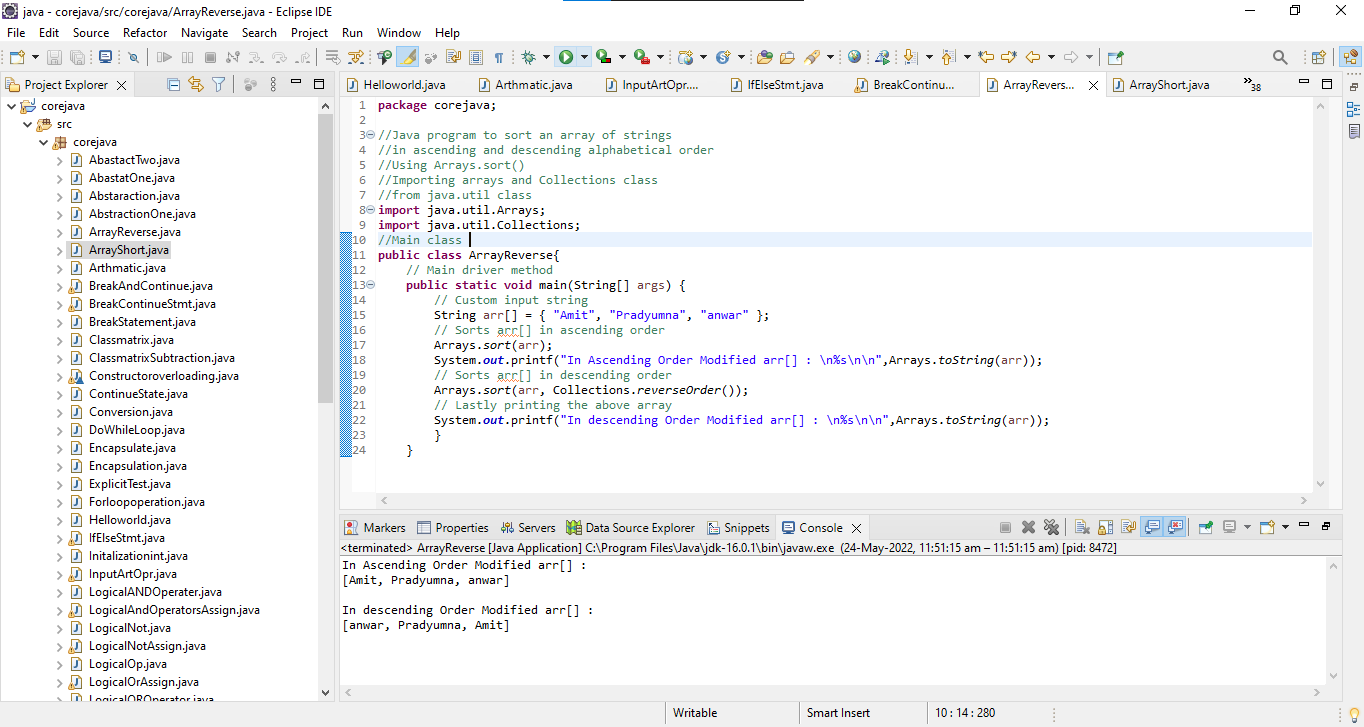 java - corejava/src/corejava/ArrayReverse.java - Eclipse IDE
File Edit Source Refactor Navigate Search Project Run Window Help
Project Explorer
corejava
src
corejava
AbastactTwo.java
AbastatOne.java
Abstaraction.java
AbstractionOne.java
ArrayReverse.java
ArrayShort.java
Arthmatic.java
BreakAndContinue.java
BreakContinueStmt.java
BreakStatement.java
Classmatrix.java
ClassmatrixSubtraction.java
Constructoroverloading.java
ContinueState.java
Conversion.java
DoWhileLoop.java
Encapsulate.java
Encapsulation.java
ExplicitTest.java
Forloopoperation.java
Helloworld.java
IfElseStmt.java
Initalizationint.java
InputArtOpr.java
LogicalANDOperater.java
LogicalAndOperatorsAssign.java
LogicalNot.java
LogicalNotAssign.java
LogicalOp.java
LogicalOrAssign.java
LogicalOROperator.java
Helloworld.java Arthmatic.java InputArtOpr.... IfElseStmt.java BreakContinu... ArrayRevers... ArrayShort.java »38
1 package corejava;
2
3 //Java program to sort an array of strings
4 //in ascending and descending alphabetical order
5 //Using Arrays.sort()
6 //Importing arrays and Collections class
7 //from java.util class
8 import java.util.Arrays;
9 import java.util.Collections;
10 //Main class
11 public class ArrayReverse{
12 // Main driver method
13 public static void main(String[] args) {
14 // Custom input string
15 String arr[] = { "Amit", "Pradyumna", "anwar" };
16 // Sorts arr[] in ascending order
17 Arrays.sort(arr);
18 System.out.printf("In Ascending Order Modified arr[] : \n%s\n\n",Arrays.toString(arr));
19 // Sorts arr[] in descending order
20 Arrays.sort(arr, Collections.reverseOrder());
21 // Lastly printing the above array
22 System.out.printf("In descending Order Modified arr[] : \n%s\n\n",Arrays.toString(arr));
23 }
24 }
Markers Properties Servers Data Source Explorer Snippets Console
<terminated> ArrayReverse [Java Application] C:\Program Files\Java\jdk-16.0.1\bin\javaw.exe (24-May-2022, 11:51:15 am – 11:51:15 am) [pid: 8472]
In Ascending Order Modified arr[] :
[Amit, Pradyumna, anwar]
In descending Order Modified arr[] :
[anwar, Pradyumna, Amit]
Writable Smart Insert 10 : 14 : 280